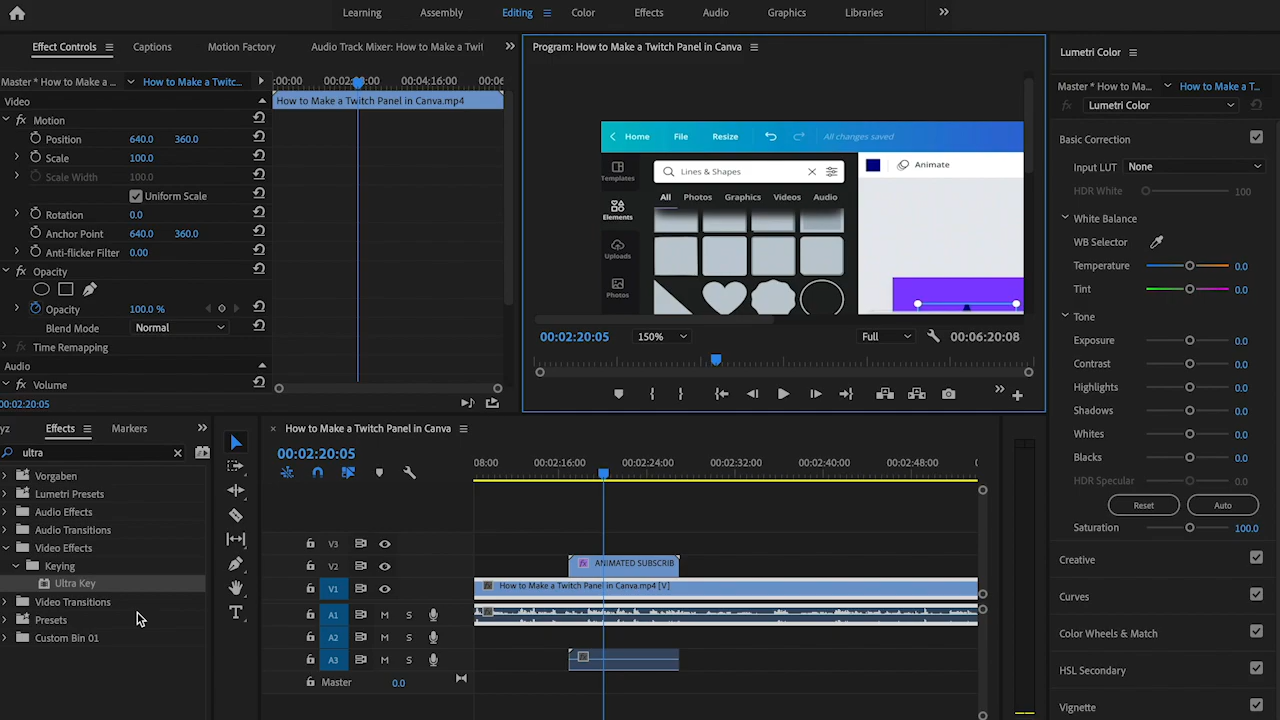 Learning Assembly Editing Color Effects Audio Graphics Libraries
Effect Controls Captions Motion Factory Audio Track Mixer: How to Make a Twit
Master * How to Make a ... How to Make a Twitc...
:00:00 04:16:00
How to Make a Twitch Panel in Canva.mp4
Video
Motion
Position 640.0 360.0
Scale 100.0
Scale Width 100.0
Uniform Scale
Rotation 0.0
Anchor Point 640.0 360.0
Anti-flicker Filter 0.00
Opacity
Opacity 100.0 %
Blend Mode Normal
Time Remapping
Audio
Volume
00:02:20:05
Program: How to Make a Twitch Panel in Canva
Home File Resize All changes saved
Templates
Elements
Uploads
Photos
Lines & Shapes
All Photos Graphics Videos Audio
Animate
00:02:20:05 150% Full 00:06:20:08
Lumetri Color
Master * How to Ma... How to Make a T...
Lumetri Color
Basic Correction
Input LUT None
HDR White 100
White Balance
WB Selector
Temperature 0.0
Tint 0.0
Tone
Exposure 0.0
Contrast 0.0
Highlights 0.0
Shadows 0.0
Whites 0.0
Blacks 0.0
HDR Specular 0.0
Reset Auto
Saturation 100.0
Creative
Curves
Color Wheels & Match
HSL Secondary
Vignette
yz Effects Markers
ultra
Vorgaben
Lumetri Presets
Audio Effects
Audio Transitions
Video Effects
Keying
Ultra Key
Video Transitions
Presets
Custom Bin 01
How to Make a Twitch Panel in Canva
00:02:20:05
08:00 00:02:16:00 00:02:24:00 00:02:32:00 00:02:40:00 00:02:48:00
V3
V2 fx ANIMATED SUBSCRIB
V1 How to Make a Twitch Panel in Canva.mp4 [V]
A1 M S
A2 M S
A3 M S
Master 0.0